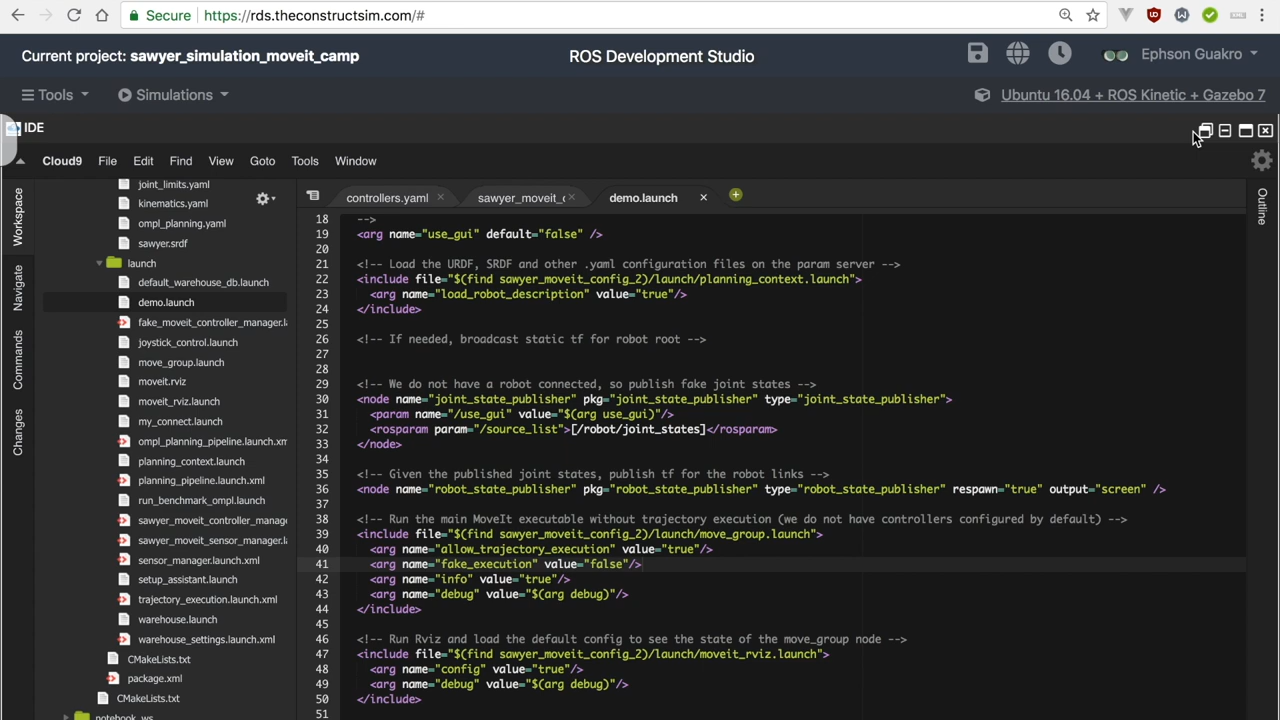 Secure https://rds.theconstructsim.com/#
Current project: sawyer_simulation_moveit_camp
ROS Development Studio
Ephson Guakro
Tools
Simulations
Ubuntu 16.04 + ROS Kinetic + Gazebo 7
IDE
Cloud9 File Edit Find View Goto Tools Window
Workspace
Navigate
Commands
Changes
Outline
joint_limits.yaml
kinematics.yaml
ompl_planning.yaml
sawyer.srdf
launch
default_warehouse_db.launch
demo.launch
fake_moveit_controller_manager.la
joystick_control.launch
move_group.launch
moveit.rviz
moveit_rviz.launch
my_connect.launch
ompl_planning_pipeline.launch.xm
planning_context.launch
planning_pipeline.launch.xml
run_benchmark_ompl.launch
sawyer_moveit_controller_manage
sawyer_moveit_sensor_manager.la
sensor_manager.launch.xml
setup_assistant.launch
trajectory_execution.launch.xml
warehouse.launch
warehouse_settings.launch.xml
CMakeLists.txt
package.xml
CMakeLists.txt
notebook_ws
controllers.yaml
sawyer_moveit_c
demo.launch
18 -->
19 <arg name="use_gui" default="false" />
20
21 <!-- Load the URDF, SRDF and other .yaml configuration files on the param server -->
22 <include file="$(find sawyer_moveit_config_2)/launch/planning_context.launch">
23 <arg name="load_robot_description" value="true"/>
24 </include>
25
26 <!-- If needed, broadcast static tf for robot root -->
27
28
29 <!-- We do not have a robot connected, so publish fake joint states -->
30 <node name="joint_state_publisher" pkg="joint_state_publisher" type="joint_state_publisher">
31 <param name="/use_gui" value="$(arg use_gui)"/>
32 <rosparam param="/source_list">[/robot/joint_states]</rosparam>
33 </node>
34
35 <!-- Given the published joint states, publish tf for the robot links -->
36 <node name="robot_state_publisher" pkg="robot_state_publisher" type="robot_state_publisher" respawn="true" output="screen" />
37
38 <!-- Run the main MoveIt executable without trajectory execution (we do not have controllers configured by default) -->
39 <include file="$(find sawyer_moveit_config_2)/launch/move_group.launch">
40 <arg name="allow_trajectory_execution" value="true"/>
41 <arg name="fake_execution" value="false"/>
42 <arg name="info" value="true"/>
43 <arg name="debug" value="$(arg debug)"/>
44 </include>
45
46 <!-- Run Rviz and load the default config to see the state of the move_group node -->
47 <include file="$(find sawyer_moveit_config_2)/launch/moveit_rviz.launch">
48 <arg name="config" value="true"/>
49 <arg name="debug" value="$(arg debug)"/>
50 </include>
51